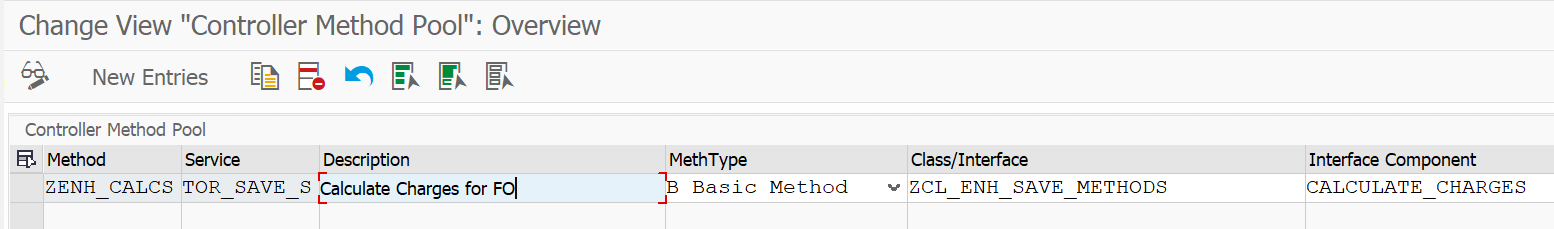 Change View "Controller Method Pool": Overview
New Entries
Controller Method Pool
Method Service Description MethType Class/Interface Interface Component
ZENH_CALCS TOR_SAVE_S Calculate Charges for FO B Basic Method ZCL_ENH_SAVE_METHODS CALCULATE_CHARGES